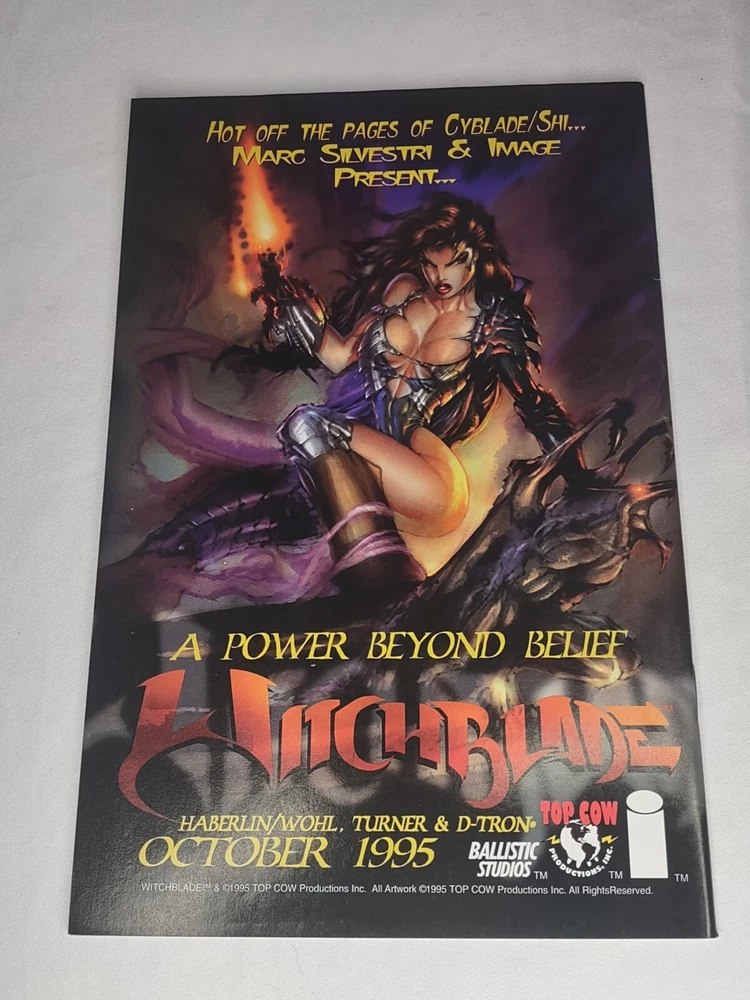 Hot off the pages of Cyblade/Shi...
Marc Silvestri & Image
Present...
A POWER BEYOND BELIEF
WITCHBLADE
HABERLIN/WOHL, TURNER & D-TRON
OCTOBER 1995
BALLISTIC
STUDIOS ™
TOP COW
PRODUCTIONS, INC. ™
™
WITCHBLADE™ & ©1995 TOP COW Productions Inc. All Artwork ©1995 TOP COW Productions Inc. All RightsReserved.